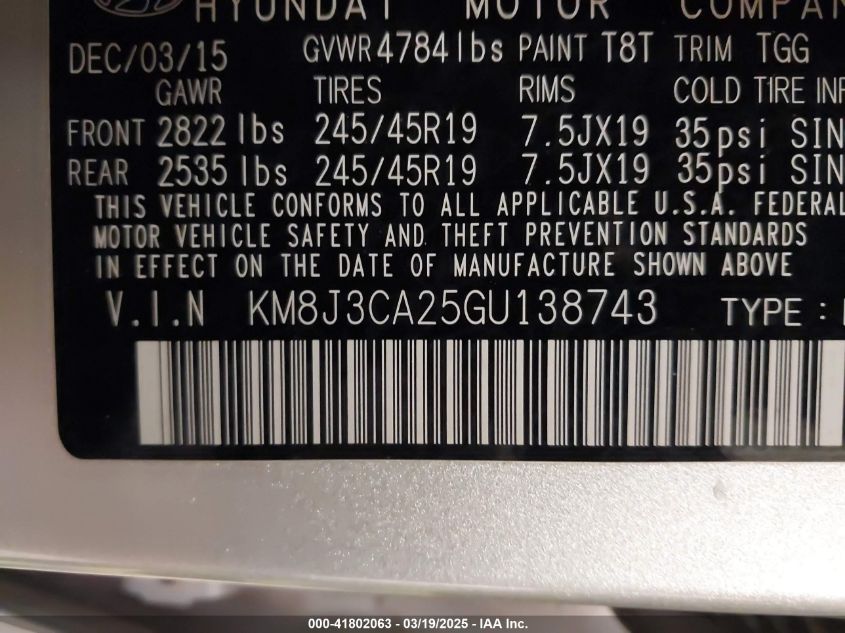 HYUNDAI MOTOR COMPAN
DEC/03/15 GVWR 4784 lbs PAINT T8T TRIM TGG
GAWR TIRES RIMS COLD TIRE INF
FRONT 2822 lbs 245/45R19 7.5JX19 35psi SIN
REAR 2535 lbs 245/45R19 7.5JX19 35psi SIN
THIS VEHICLE CONFORMS TO ALL APPLICABLE U.S.A. FEDERAL
MOTOR VEHICLE SAFETY AND THEFT PREVENTION STANDARDS
IN EFFECT ON THE DATE OF MANUFACTURE SHOWN ABOVE
V.I.N KM8J3CA25GU138743 TYPE :
000-41802063 - 03/19/2025 - IAA Inc.